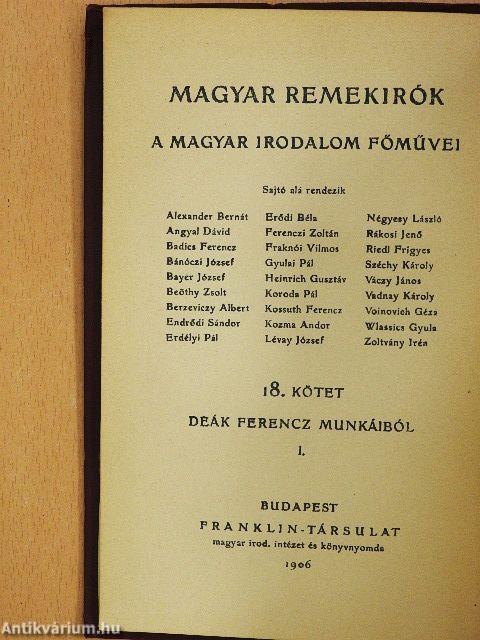 MAGYAR REMEKIRÓK
A MAGYAR IRODALOM FŐMŰVEI
Sajtó alá rendezik
Alexander Bernát
Angyal Dávid
Badics Ferencz
Bánóczi József
Bayer József
Beöthy Zsolt
Berzeviczy Albert
Endrődi Sándor
Erdélyi Pál
Erődi Béla
Ferenczi Zoltán
Fraknói Vilmos
Gyulai Pál
Heinrich Gusztáv
Koroda Pál
Kossuth Ferencz
Kozma Andor
Lévay József
Négyesy László
Rákosi Jenő
Riedl Frigyes
Széchy Károly
Váczy János
Vadnay Károly
Voinovich Géza
Wlassics Gyula
Zoltvány Irén
18. KÖTET
DEÁK FERENCZ MUNKÁIBÓL
I.
BUDAPEST
FRANKLIN-TÁRSULAT
magyar irod. intézet és könyvnyomda
1906
Antikvárium.hu